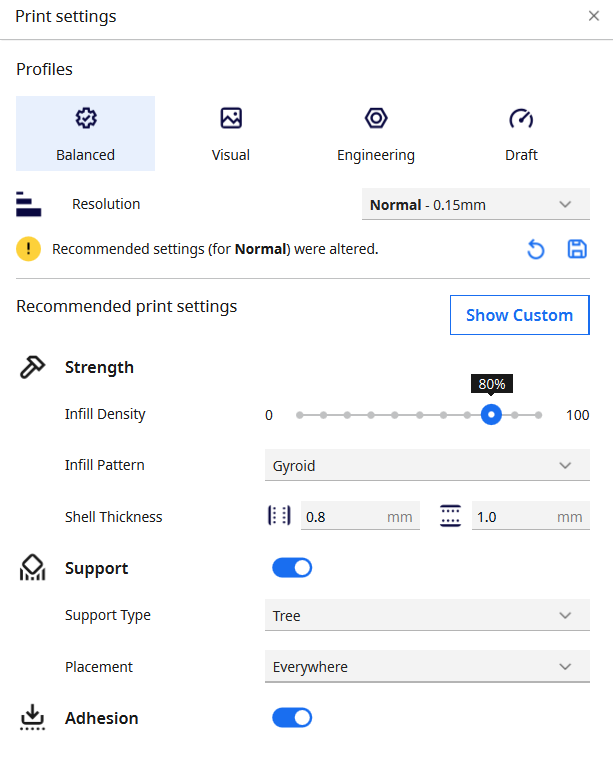 Print settings
Profiles
Balanced
Visual
Engineering
Draft
Resolution
Normal - 0.15mm
Recommended settings (for Normal) were altered.
Recommended print settings
Show Custom
Strength
80%
Infill Density
0
100
Infill Pattern
Gyroid
Shell Thickness
0.8 mm
1.0 mm
Support
Support Type
Tree
Placement
Everywhere
Adhesion